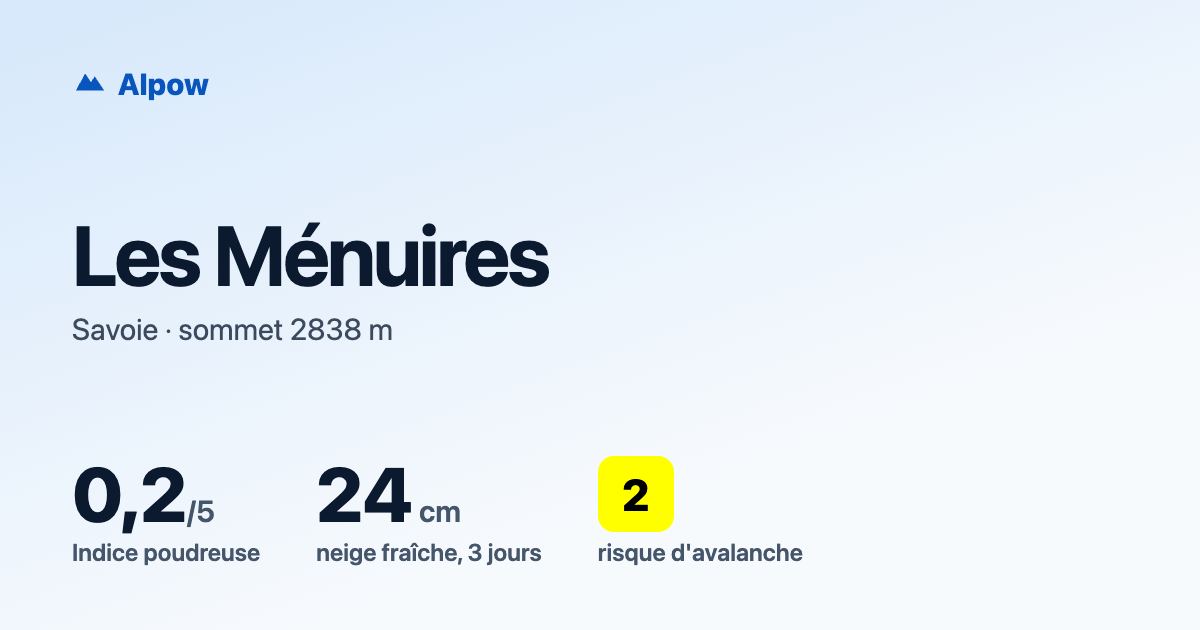 Alpow
Les Ménuires
Savoie · sommet 2838 m
0,2/5
Indice poudreuse
24 cm
neige fraîche, 3 jours
2
risque d'avalanche